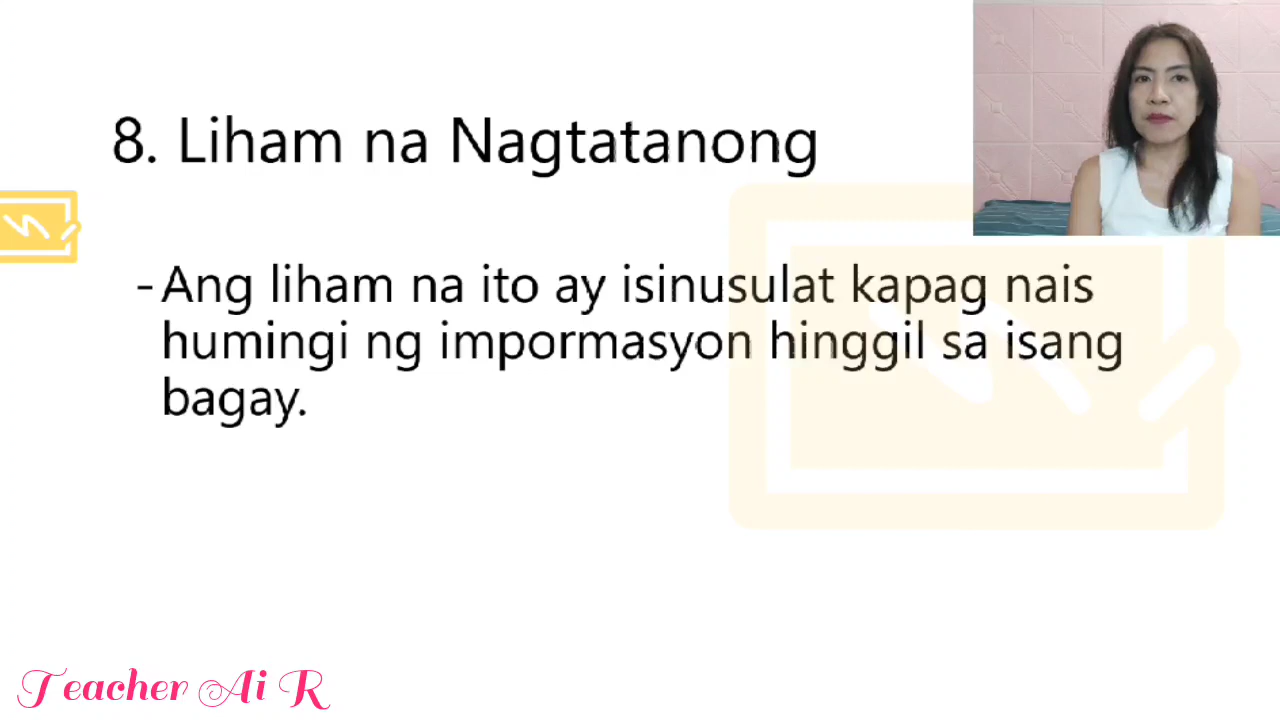 8. Liham na Nagtatanong
-Ang liham na ito ay isinusulat kapag nais
humingi ng impormasyon hinggil sa isang
bagay.
Teacher Ai R